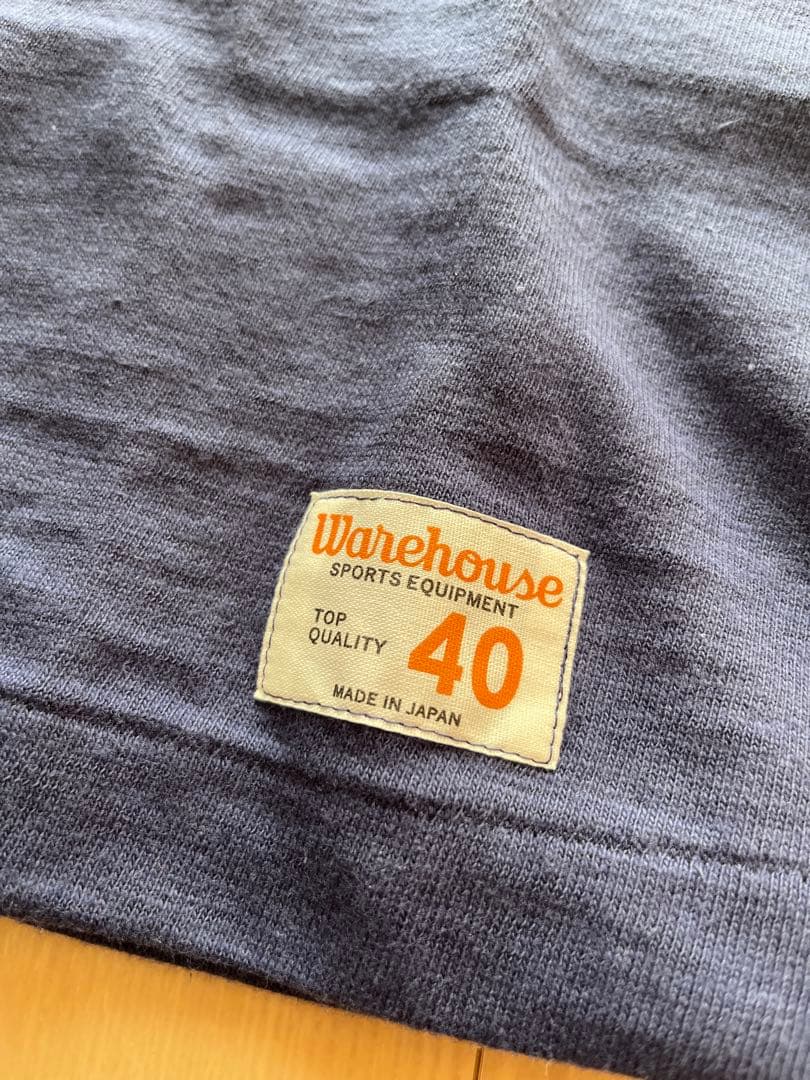 Warehouse
SPORTS EQUIPMENT
TOP
QUALITY
40
MADE IN JAPAN